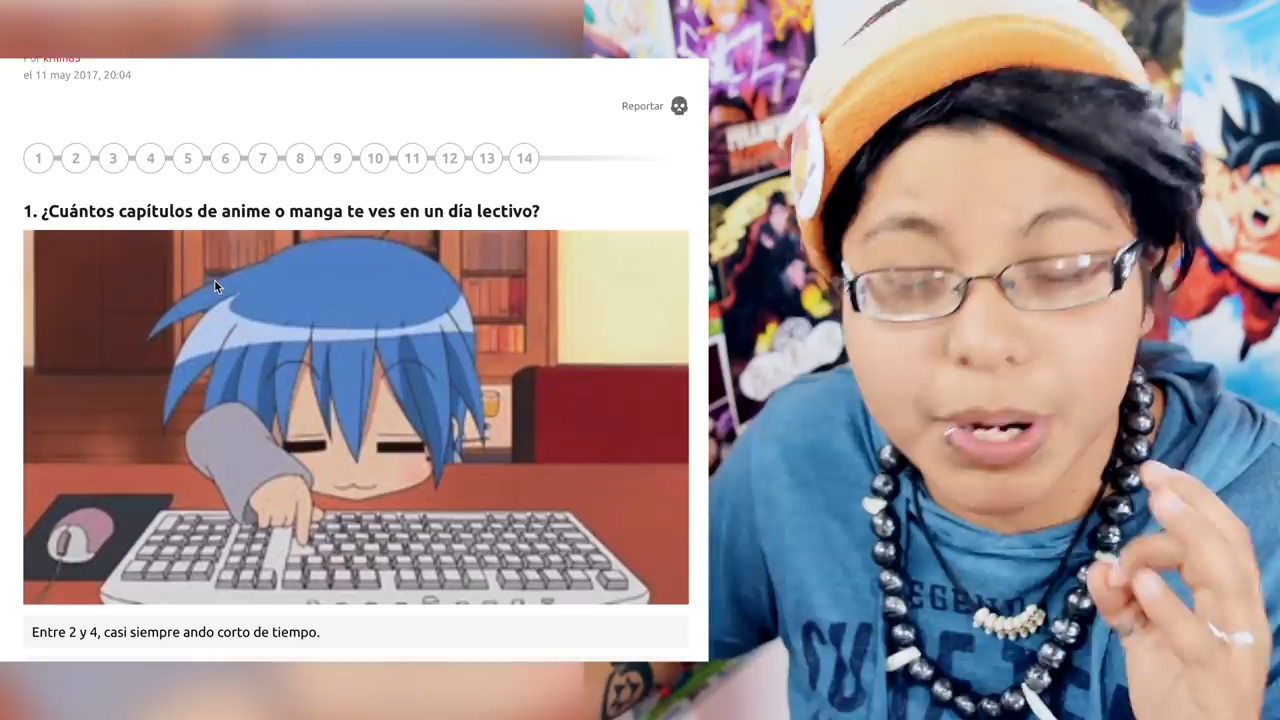 el 11 may 2017, 20:04
Reportar
1 2 3 4 5 6 7 8 9 10 11 12 13 14
1. ¿Cuántos capítulos de anime o manga te ves en un día lectivo?
Entre 2 y 4, casi siempre ando corto de tiempo.